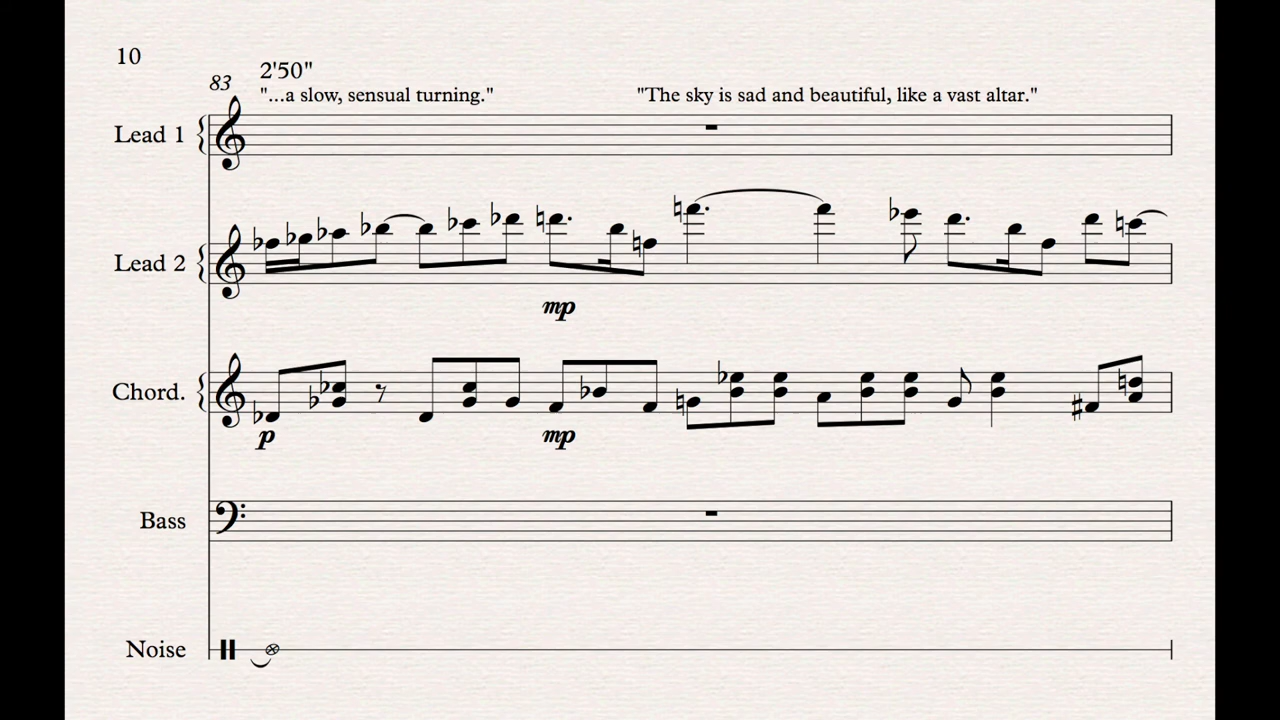 10
83
2'50"
"...a slow, sensual turning." "The sky is sad and beautiful, like a vast altar."
Lead 1
Lead 2
mp
Chord.
p mp
Bass
Noise